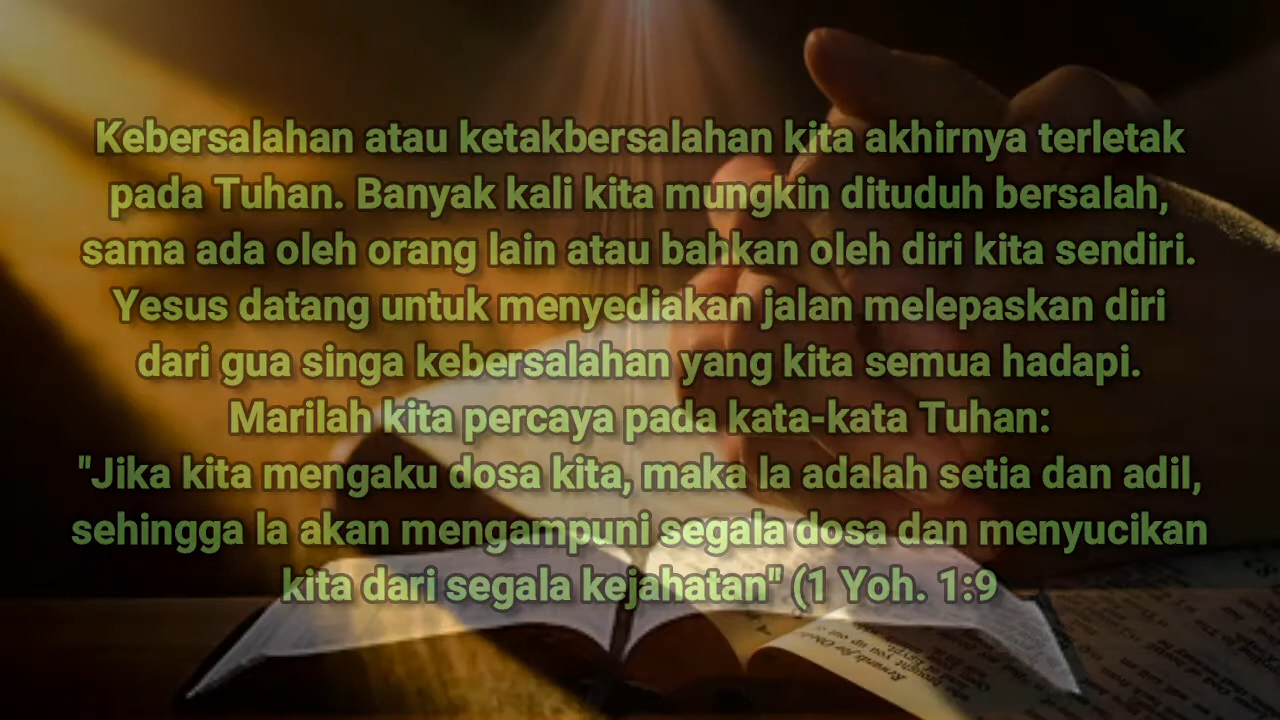 Kebersalahan atau ketakbersalahan kita akhirnya terletak
pada Tuhan. Banyak kali kita mungkin dituduh bersalah,
sama ada oleh orang lain atau bahkan oleh diri kita sendiri.
Yesus datang untuk menyediakan jalan melepaskan diri
dari gua singa kebersalahan yang kita semua hadapi.
Marilah kita percaya pada kata-kata Tuhan:
"Jika kita mengaku dosa kita, maka la adalah setia dan adil,
sehingga la akan mengampuni segala dosa dan menyucikan
kita dari segala kejahatan" (1 Yoh. 1:9